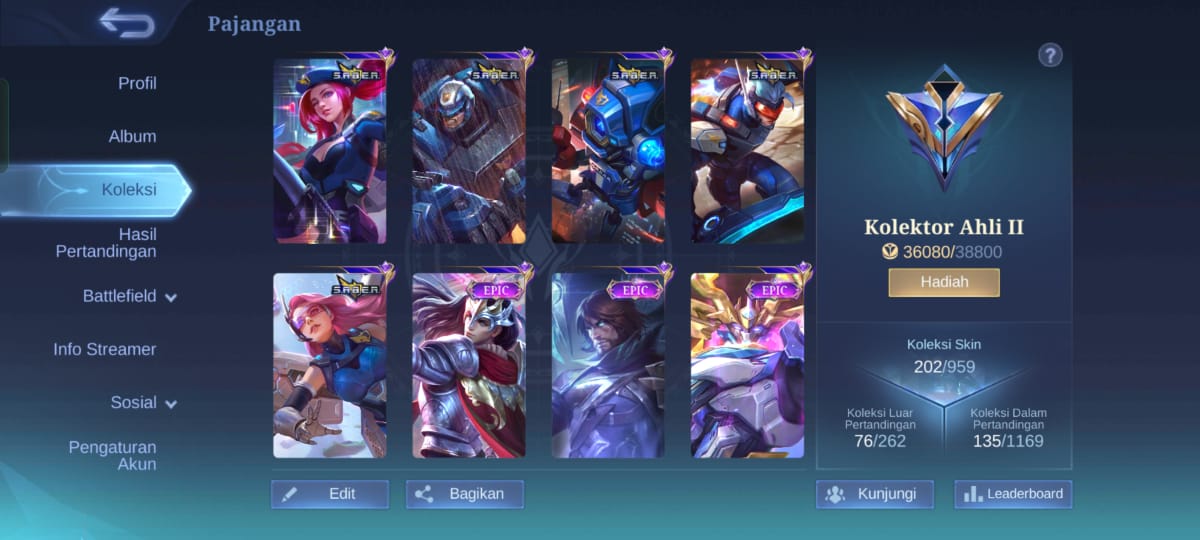 Pajangan
Profil
Album
Koleksi
Hasil
Pertandingan
Battlefield
Info Streamer
Sosial
Pengaturan
Akun
S.A.B.E.R.
S.A.B.E.R.
S.A.B.E.R.
S.A.B.E.R.
S.A.B.E.R.
EPIC
EPIC
EPIC
Edit
Bagikan
?
Kolektor Ahli II
36080/38800
Hadiah
Koleksi Skin
202/959
Koleksi Luar
Pertandingan
76/262
Koleksi Dalam
Pertandingan
135/1169
Kunjungi
Leaderboard